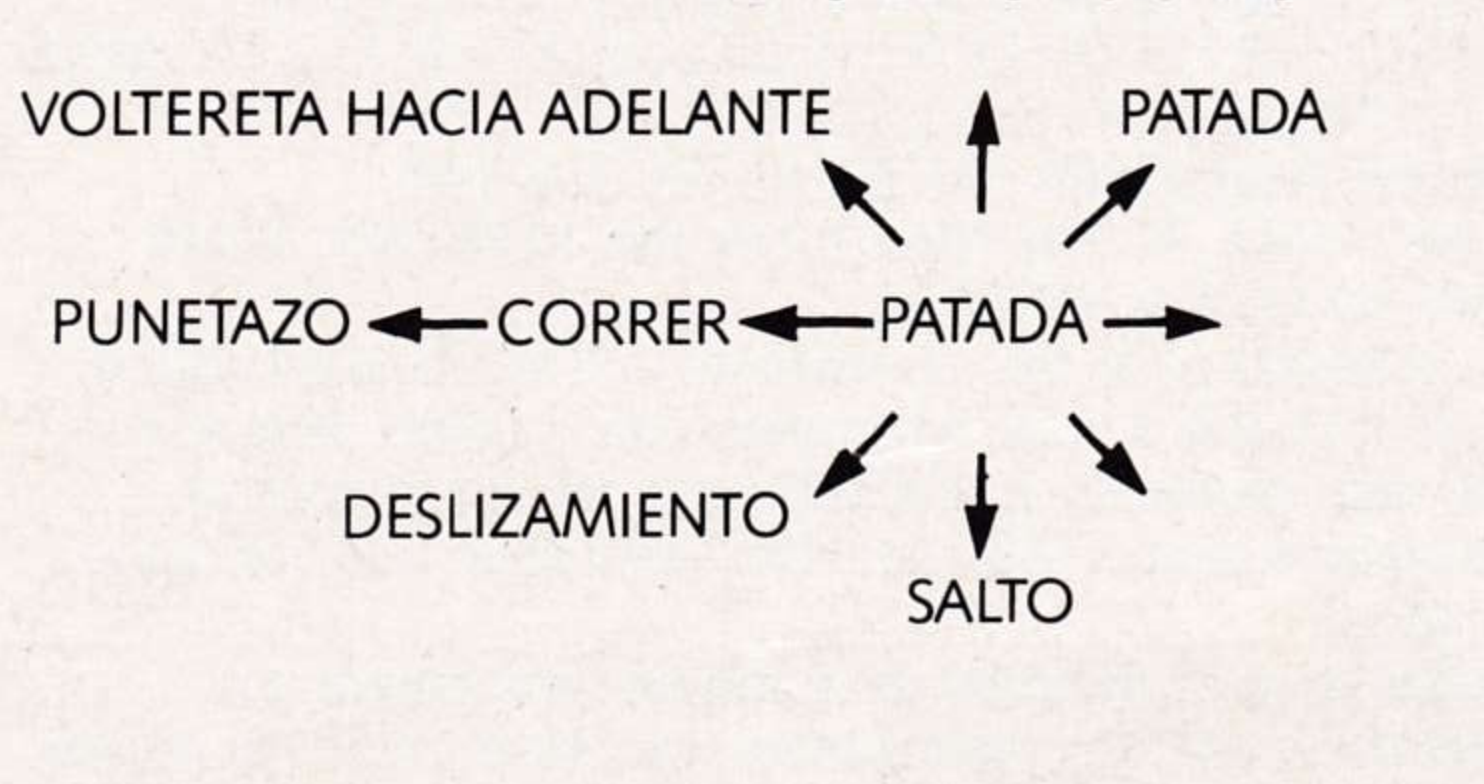 VOLTERETA HACIA ADELANTE PATADA
PUNETAZO CORRER PATADA
DESLIZAMIENTO
SALTO